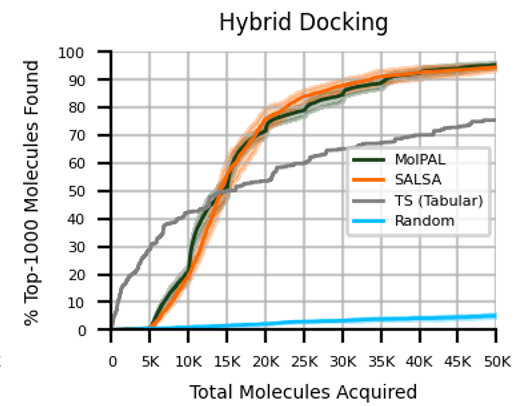 Hybrid Docking
% Top-1000 Molecules Found
100
90
80
70
60
50
40
30
20
10
0
MolPAL
SALSA
TS (Tabular)
Random
0 5K 10K 15K 20K 25K 30K 35K 40K 45K 50K
Total Molecules Acquired